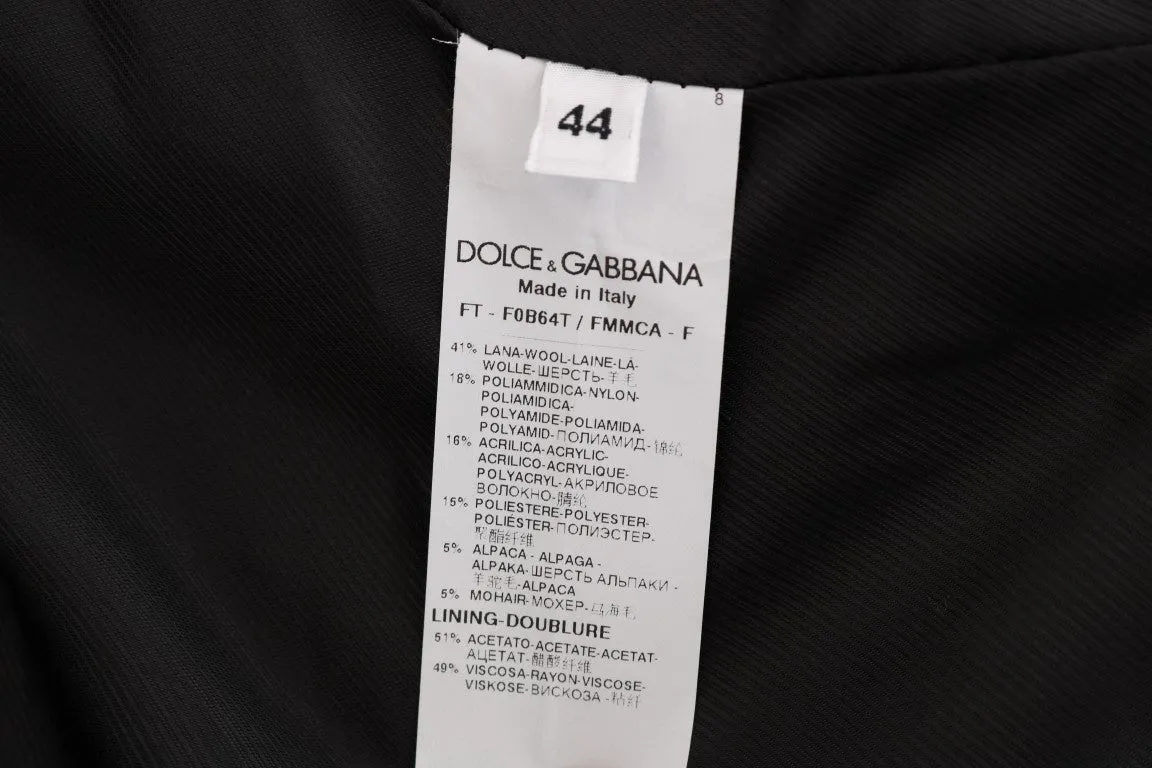 8
44
DOLCE & GABBANA
Made in Italy
FT - F0B64T / FMMCA - F
41% LANA-WOOL-LAINE-LÃ-
WOLLE-ШЕРСТЬ-羊毛
18% POLIAMMIDICA-NYLON-
POLIAMIDICA-
POLYAMIDE-POLIAMIDA-
POLYAMID-ПОЛИАМИД-锦纶
16% ACRILICA-ACRYLIC-
ACRILICO-ACRYLIQUE-
POLYACRYL-АКРИЛОВОЕ
ВОЛОКНО-腈纶
15% POLIESTERE-POLYESTER-
POLIÉSTER-ПОЛИЭСТЕР-
聚酯纤维
5% ALPACA - ALPAGA -
ALPAKA-ШЕРСТЬ АЛЬПАКИ -
羊驼毛-ALPACA
5% MOHAIR-МОХЕР-马海毛
LINING-DOUBLURE
51% ACETATO-ACETATE-ACETAT-
АЦЕТАТ-醋酸纤维
49% VISCOSA-RAYON-VISCOSE-
VISKOSE-ВИСКОЗА -粘纤